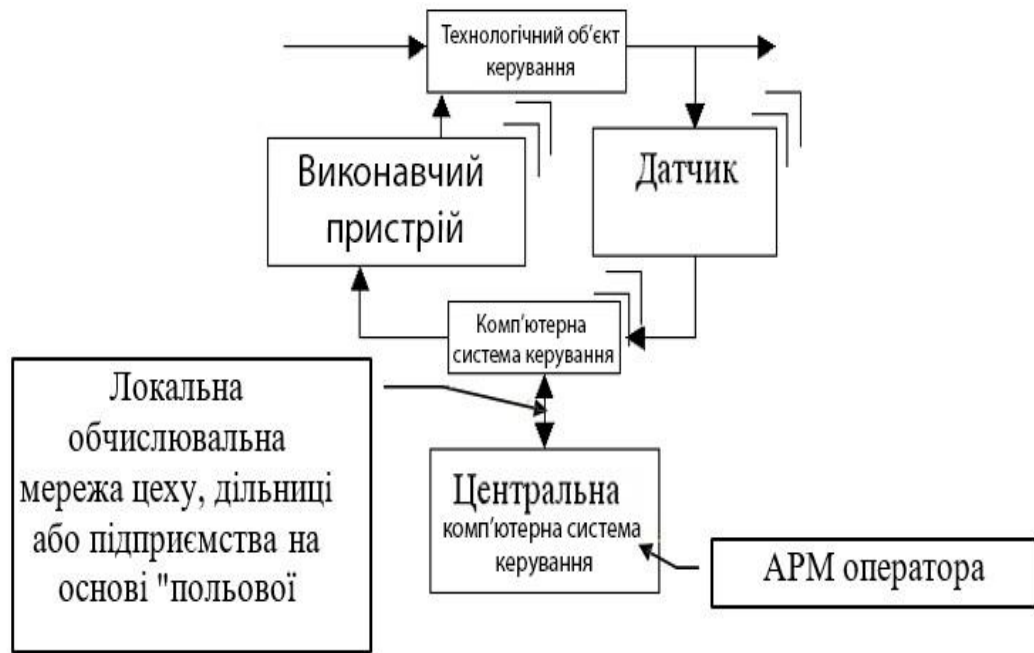 Технологічний об'єкт
керування
Виконавчий
пристрій
Датчик
Комп'ютерна
система керування
Локальна
обчислювальна
мережа цеху, дільниці
або підприємства на
основі "польової
Центральна
комп'ютерна система
керування
АРМ оператора